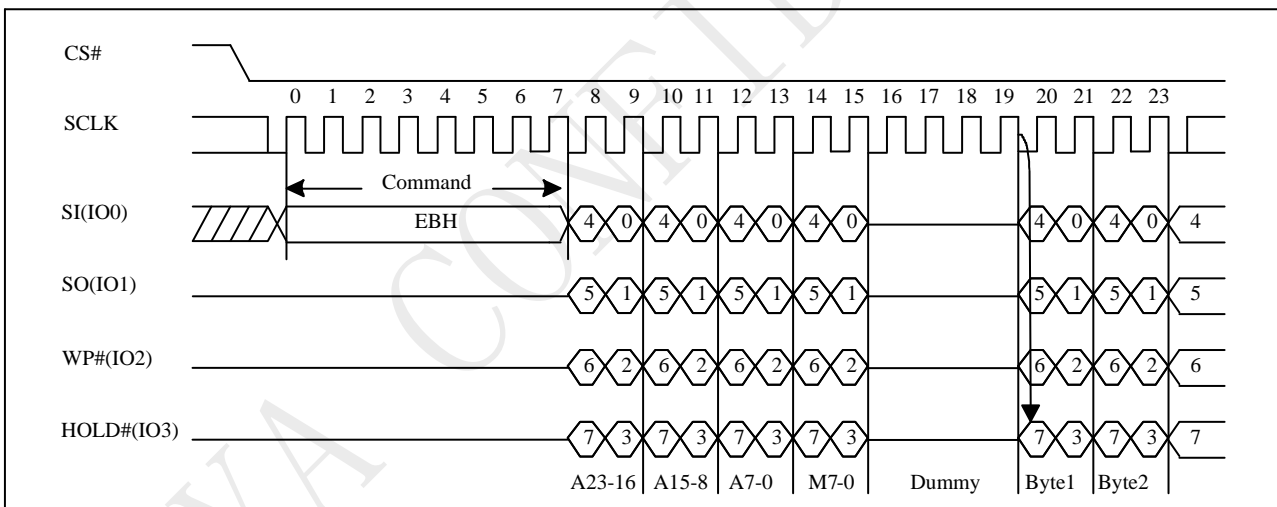 CS#
0 1 2 3 4 5 6 7 8 9 10 11 12 13 14 15 16 17 18 19 20 21 22 23
SCLK
Command
SI(IO0) EBH 4 0 4 0 4 0 4 0 4 0 4 0 4
SO(IO1) 5 1 5 1 5 1 5 1 5 1 5 1 5
WP#(IO2) 6 2 6 2 6 2 6 2 6 2 6 2 6
HOLD#(IO3) 7 3 7 3 7 3 7 3 7 3 7 3 7
A23-16 A15-8 A7-0 M7-0 Dummy Byte1 Byte2